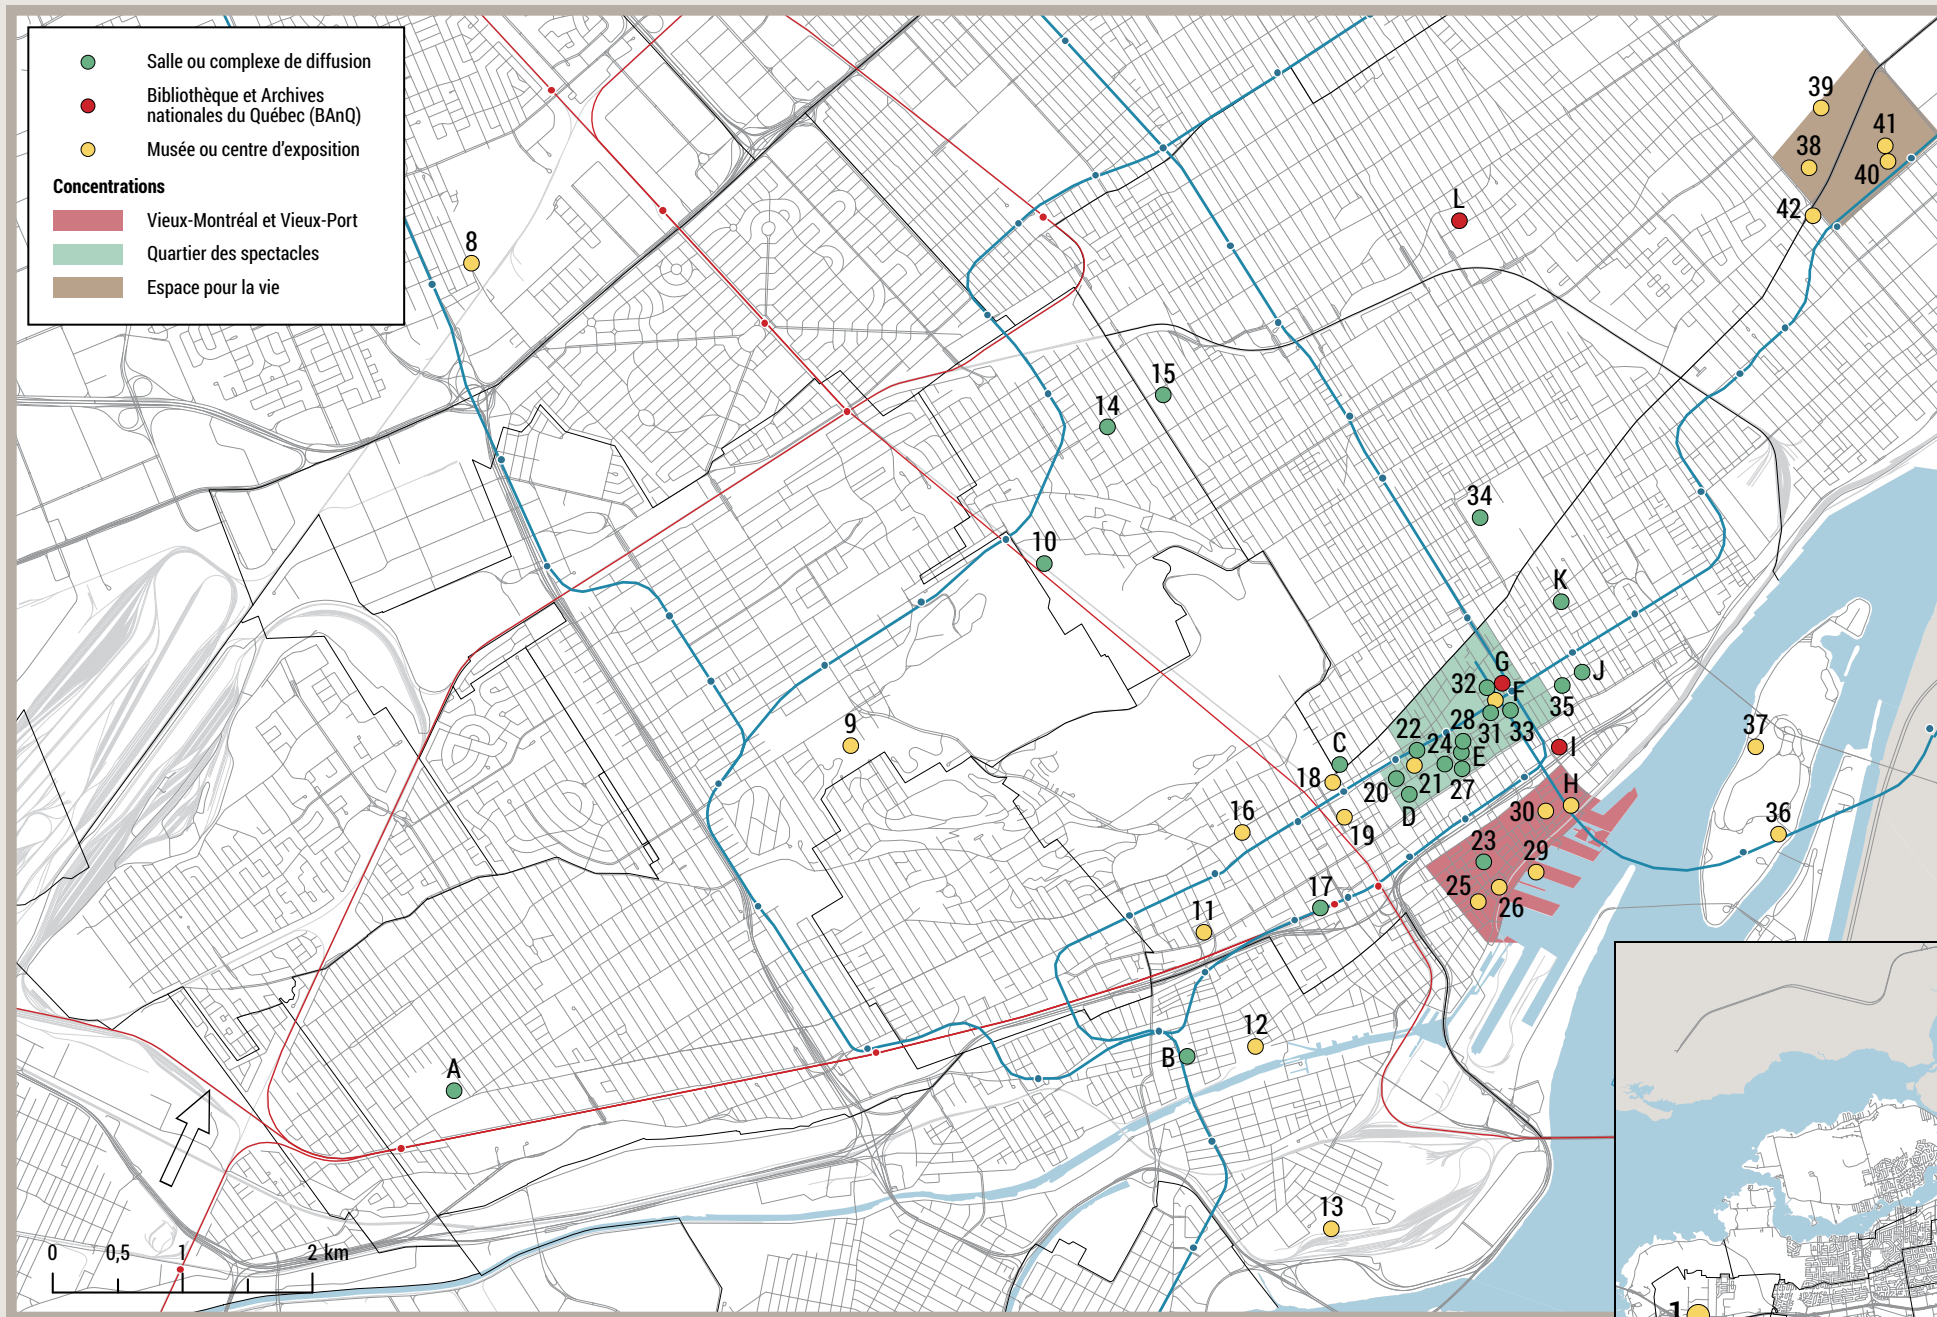 Salle ou complexe de diffusion
Bibliothèque et Archives
nationales du Québec (BAnQ)
Musée ou centre d'exposition
Concentrations
Vieux-Montréal et Vieux-Port
Quartier des spectacles
Espace pour la vie
39
41
38
40
42
L
8
15
14
34
10
K
G
J
32
F
35
9
28
31
33
37
22
24
C
E
I
18
21
27
20
H
D
30
36
16
19
23
29
17
25
26
11
12
B
A
13
0 0,5 1 2 km
1